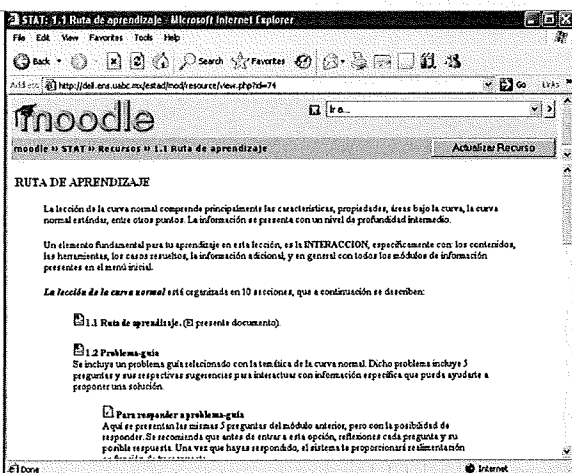 STAT: 1.1 Ruta de aprendizaje - Microsoft Internet Explorer
File Edit View Favorites Tools Help
Back Search Favorites
Address http://del.ens.uabc.mx/estad/mod/resource/view.php?id=74 Go Links »
moodle
Ir a...
moodle » STAT » Recursos » 1.1 Ruta de aprendizaje
Actualizar Recurso
RUTA DE APRENDIZAJE
La lección de la curva normal comprende principalmente las características, propiedades, áreas bajo la curva, la curva
normal estándar, entre otros puntos. La información se presenta con un nivel de profundidad intermedio.
Un elemento fundamental para tu aprendizaje en esta lección, es la INTERACCION, específicamente con: los contenidos,
las herramientas, los casos resueltos, la información adicional, y en general con todos los módulos de información
presentes en el menú inicial.
La lección de la curva normal está organizada en 10 secciones, que a continuación se describen:
1.1 Ruta de aprendizaje. (El presente documento).
1.2 Problema-guía
Se incluye un problema guía relacionado con la temática de la curva normal. Dicho problema incluye 5
preguntas y sus respectivas sugerencias para interactuar con información específica que pueda ayudarte a
proponer una solución.
Para responder a problema-guía
Aquí se presentan las mismas 5 preguntas del módulo anterior, pero con la posibilidad de
responder. Se recomienda que antes de entrar a esta opción, reflexiones cada pregunta y su
posible respuesta. Una vez que hayas respondido, el sistema te proporcionará realimentación
Done
Internet